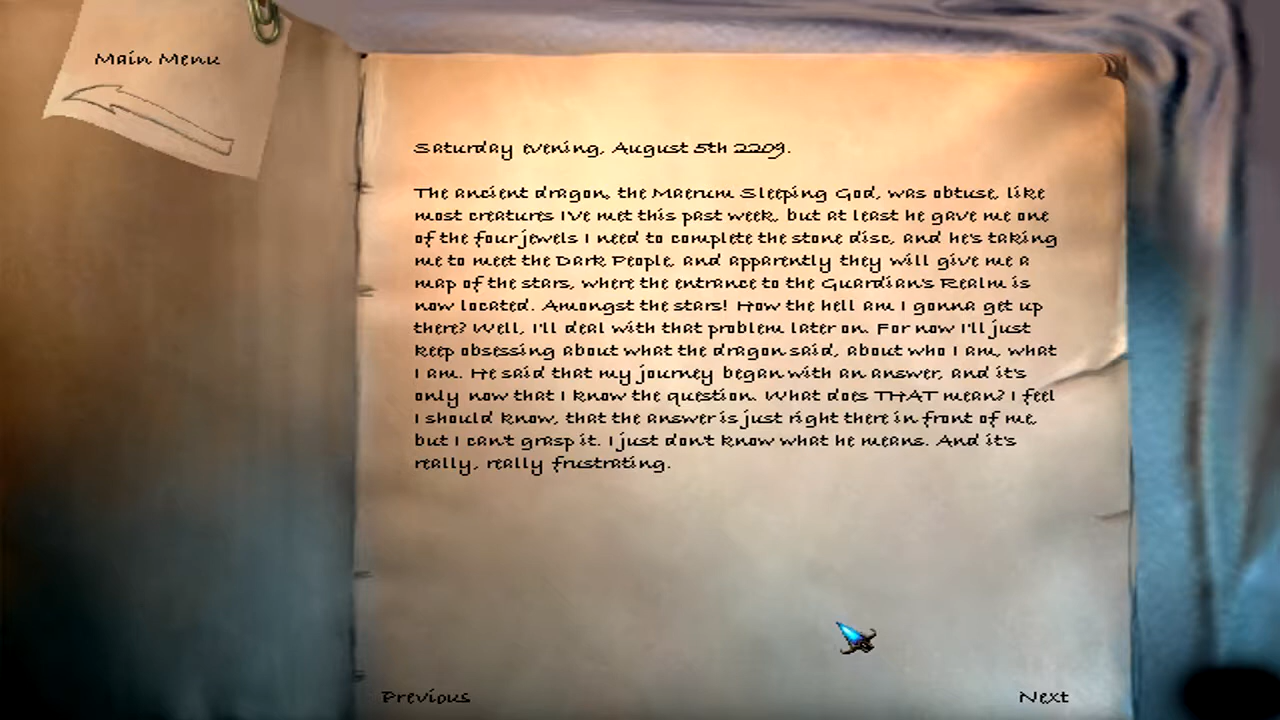 Main Menu
Saturday evening, August 5th 2209.
The ancient dragon, the Maerum Sleeping God, was obtuse, like
most creatures I've met this past week, but at least he gave me one
of the four jewels I need to complete the stone disc, and he's taking
me to meet the Dark People, and apparently they will give me a
map of the stars, where the entrance to the Guardian's Realm is
now located. Amongst the stars! How the hell am I gonna get up
there? Well, I'll deal with that problem later on. For now I'll just
keep obsessing about what the dragon said, about who I am, what
I am. He said that my journey began with an answer, and it's
only now that I know the question. What does THAT mean? I feel
I should know, that the answer is just right there in front of me,
but I can't grasp it. I just don't know what he means. And it's
really, really frustrating.
Previous
Next